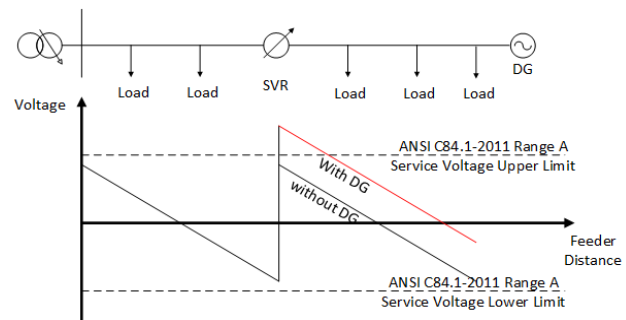 Load
Load
SVR
Load
Load
Load
DG
Voltage
ANSI C84.1-2011 Range A
Service Voltage Upper Limit
With DG
without DG
Feeder
Distance
ANSI C84.1-2011 Range A
Service Voltage Lower Limit